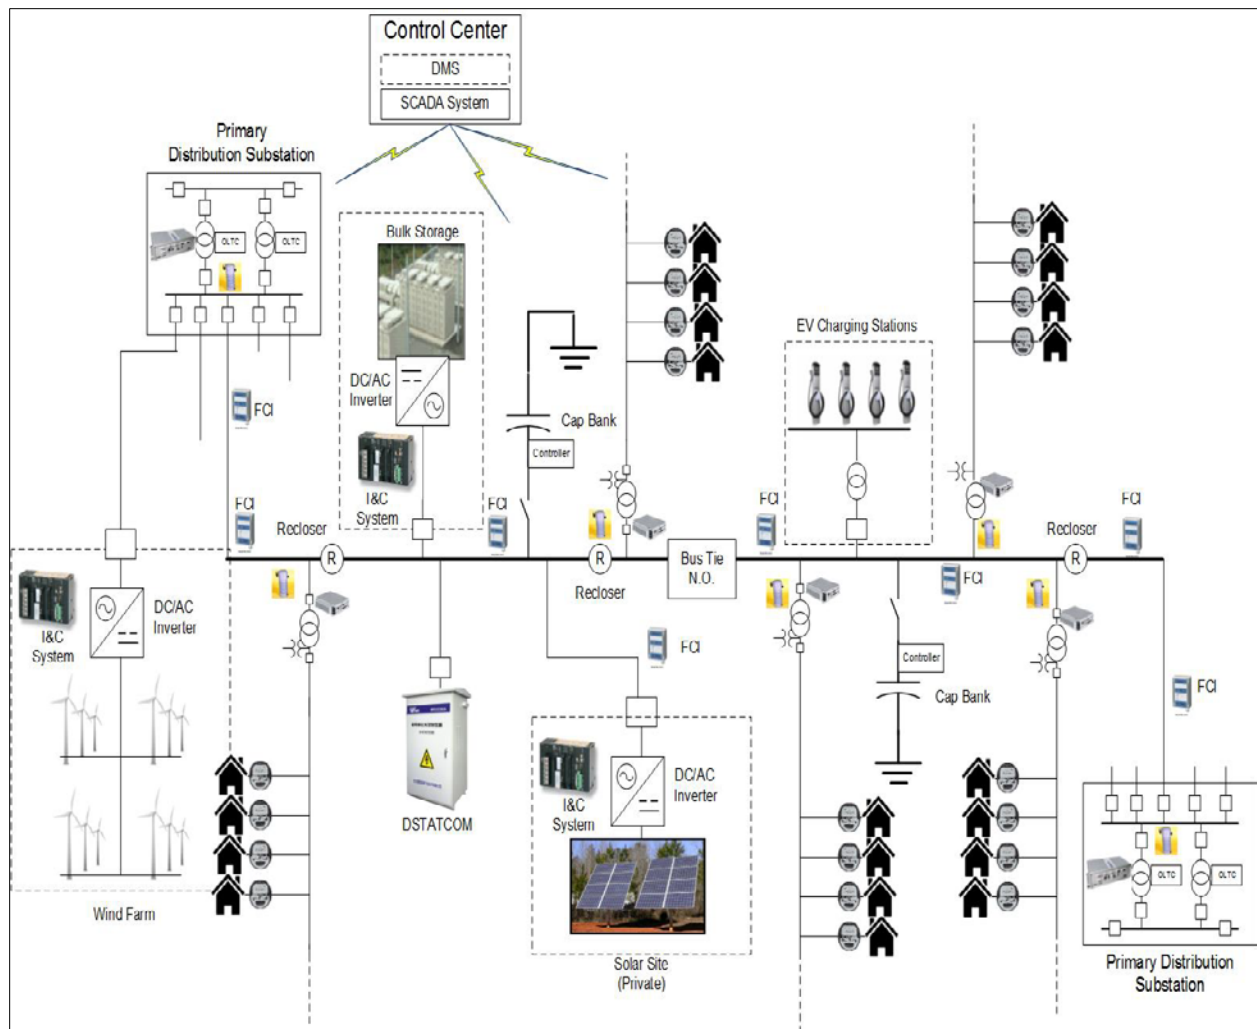 Control Center
DMS
SCADA System
Primary
Distribution Substation
OLTC
OLTC
Bulk Storage
DC/AC
Inverter
I&C
System
Cap Bank
Controller
EV Charging Stations
FCI
FCI
Recloser
R
FCI
R
Recloser
Bus Tie
N.O.
FCI
FCI
Recloser
R
FCI
I&C
System
DC/AC
Inverter
Wind Farm
DSTATCOM
FCI
I&C
System
DC/AC
Inverter
Solar Site
(Private)
Controller
Cap Bank
FCI
OLTC
OLTC
Primary Distribution
Substation